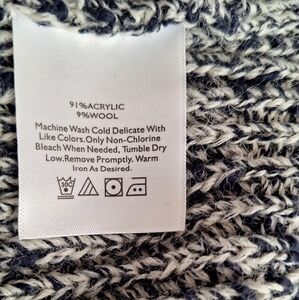 91%ACRYLIC
9%WOOL
Machine Wash Cold Delicate With
Like Colors.Only Non-Chlorine
Bleach When Needed, Tumble Dry
Low.Remove Promptly. Warm
Iron As Desired.
30C